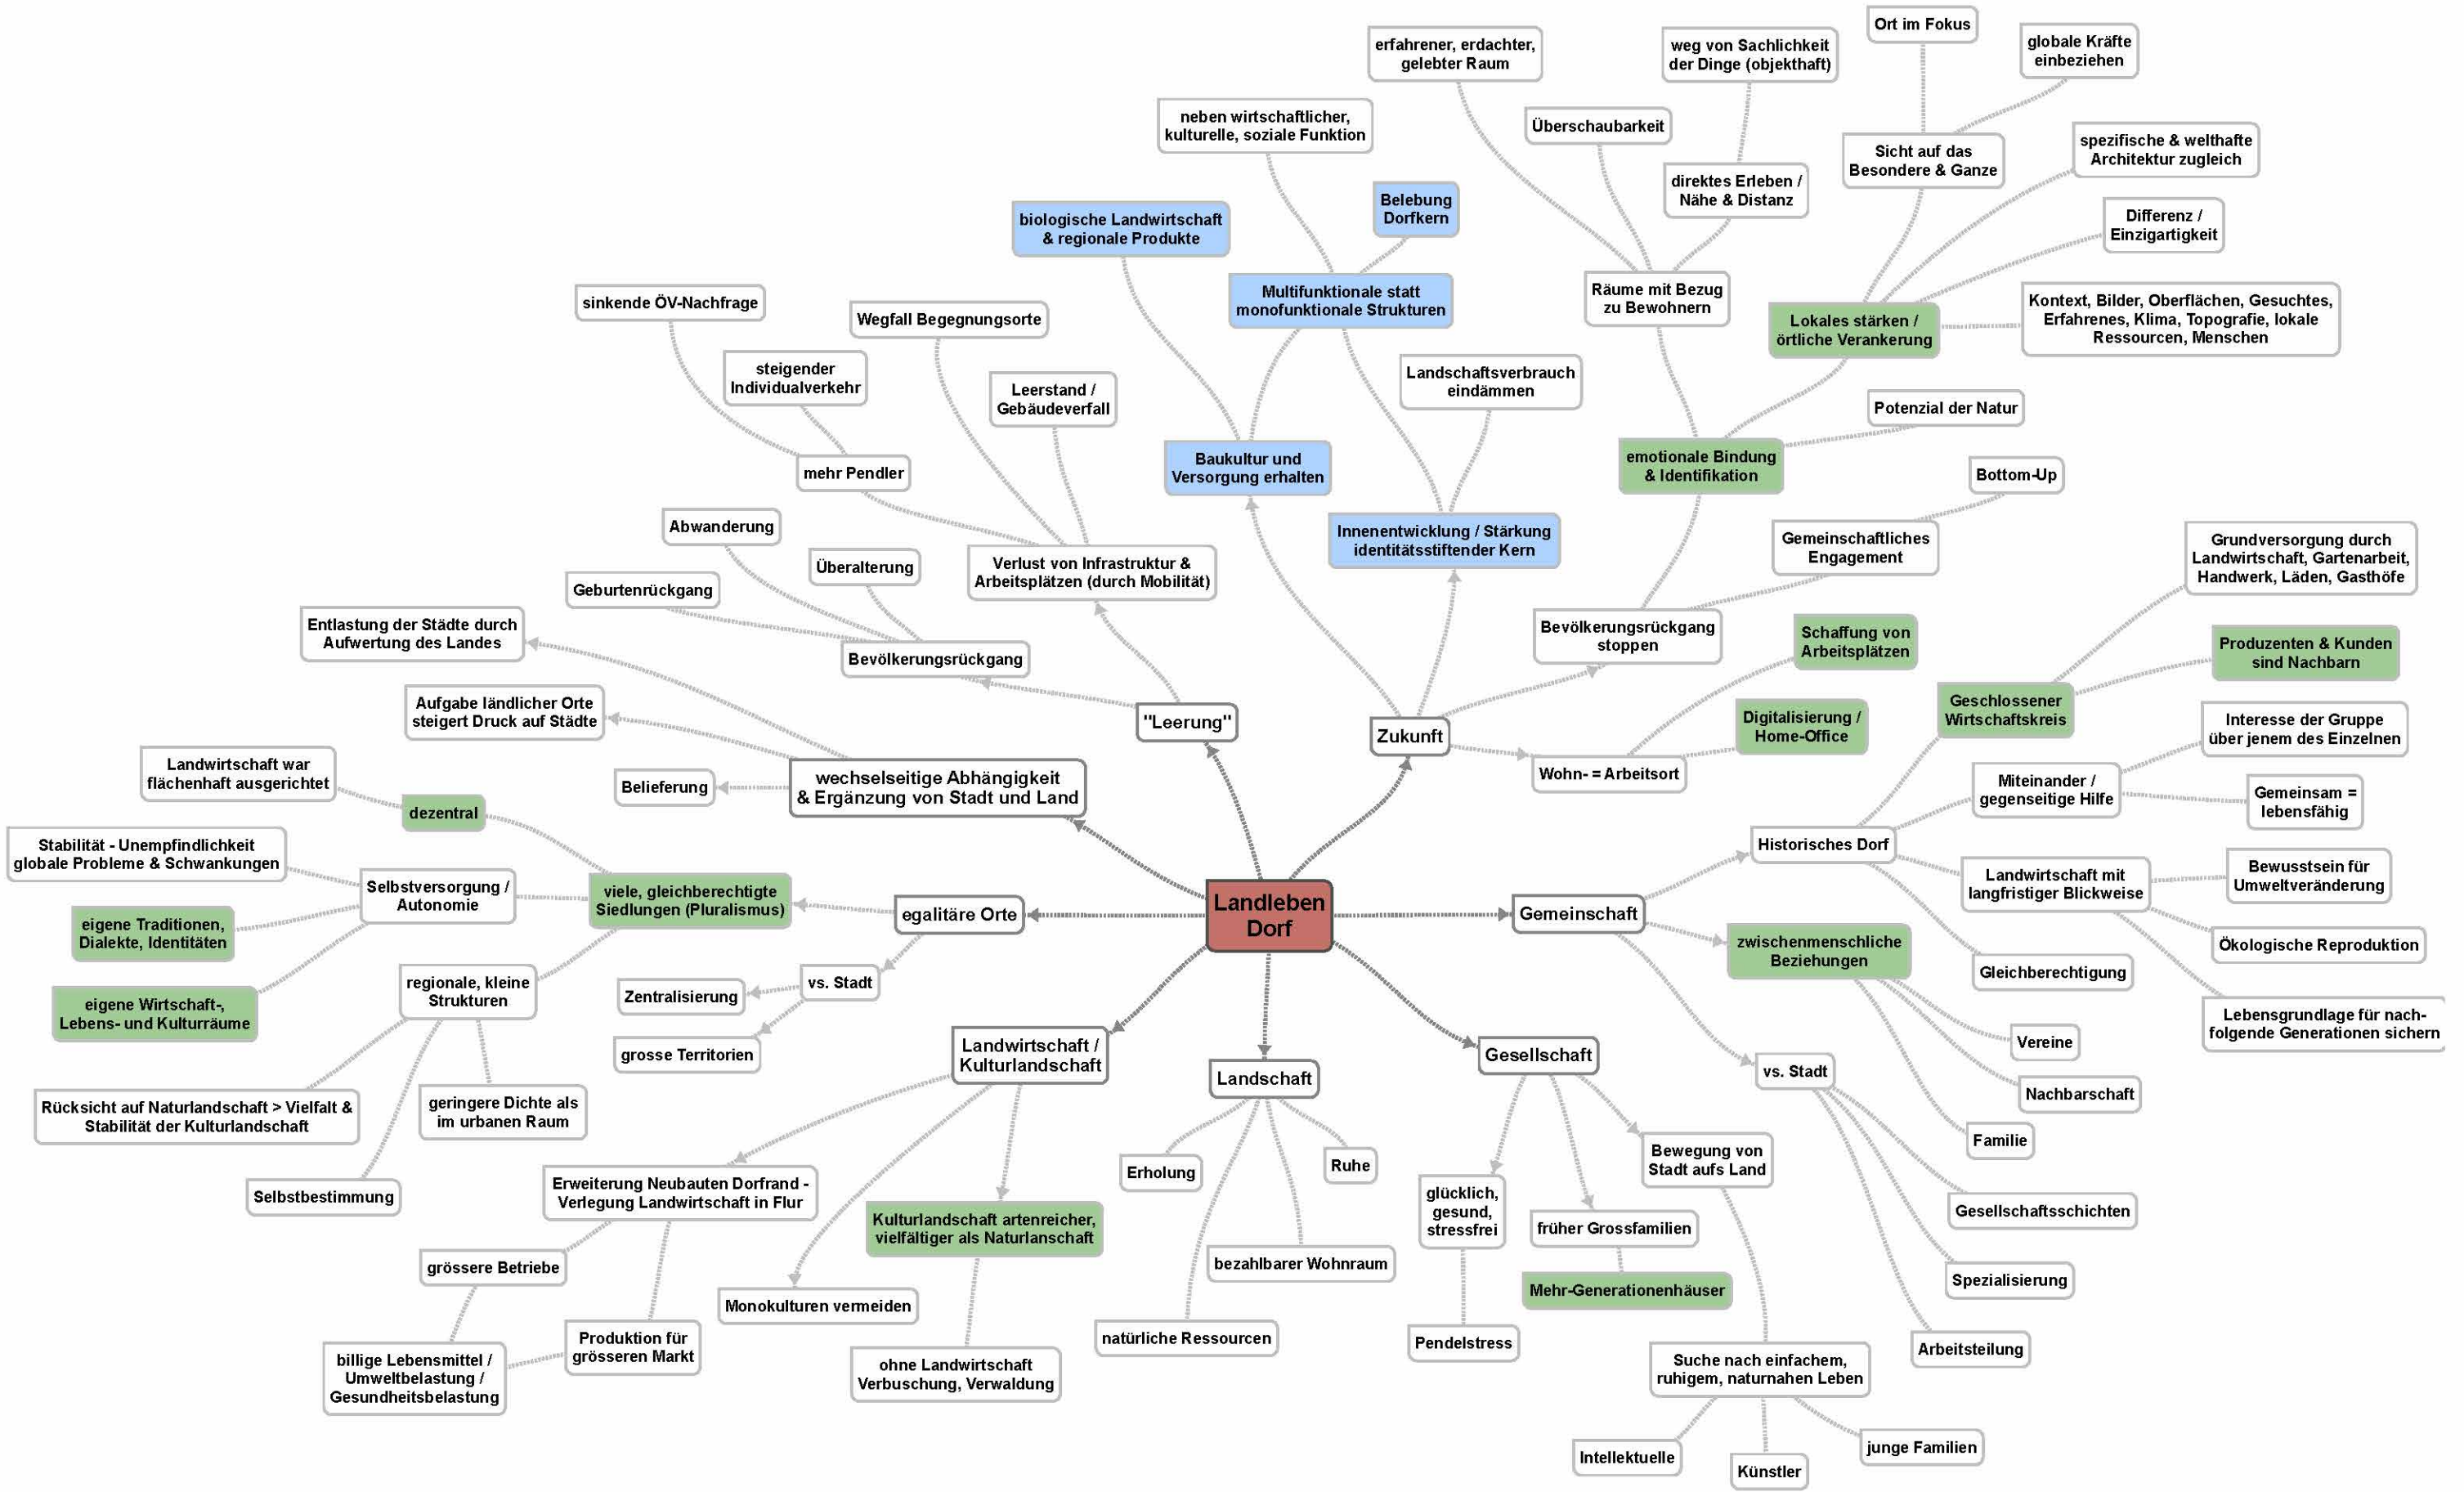 Ort im Fokus
globale Kräfte
einbeziehen
erfahrener, erdachter,
gelebter Raum
weg von Sachlichkeit
der Dinge (objekthaft)
neben wirtschaftlicher,
kulturelle, soziale Funktion
Überschaubarkeit
Sicht auf das
Besondere & Ganze
spezifische & welthafte
Architektur zugleich
direktes Erleben /
Nähe & Distanz
Belebung
Dorfkern
biologische Landwirtschaft
& regionale Produkte
Differenz /
Einzigartigkeit
Multifunktionale statt
monofunktionale Strukturen
Räume mit Bezug
zu Bewohnern
Lokales stärken /
örtliche Verankerung
Kontext, Bilder, Oberflächen, Gesuchtes,
Erfahrenes, Klima, Topografie, lokale
Ressourcen, Menschen
sinkende ÖV-Nachfrage
Wegfall Begegnungsorte
steigender
Individualverkehr
Leerstand /
Gebäudeverfall
Landschaftsverbrauch
eindämmen
Potenzial der Natur
mehr Pendler
Baukultur und
Versorgung erhalten
emotionale Bindung
& Identifikation
Bottom-Up
Abwanderung
Überalterung
Verlust von Infrastruktur &
Arbeitsplätzen (durch Mobilität)
Innenentwicklung / Stärkung
identitätsstiftender Kern
Gemeinschaftliches
Engagement
Grundversorgung durch
Landwirtschaft, Gartenarbeit,
Handwerk, Läden, Gasthöfe
Geburtenrückgang
Entlastung der Städte durch
Aufwertung des Landes
Bevölkerungsrückgang
Bevölkerungsrückgang
stoppen
Schaffung von
Arbeitsplätzen
Produzenten & Kunden
sind Nachbarn
Aufgabe ländlicher Orte
steigert Druck auf Städte
"Leerung"
Zukunft
Digitalisierung /
Home-Office
Geschlossener
Wirtschaftskreis
Interesse der Gruppe
über jenem des Einzelnen
Landwirtschaft war
flächenhaft ausgerichtet
Belieferung
wechselseitige Abhängigkeit
& Ergänzung von Stadt und Land
Wohn- = Arbeitsort
Miteinander /
gegenseitige Hilfe
Gemeinsam =
lebensfähig
dezentral
Stabilität - Unempfindlichkeit
globale Probleme & Schwankungen
Historisches Dorf
Selbstversorgung /
Autonomie
viele, gleichberechtigte
Siedlungen (Pluralismus)
egalitäre Orte
Landleben
Dorf
Gemeinschaft
Landwirtschaft mit
langfristiger Blickweise
Bewusstsein für
Umweltveränderung
eigene Traditionen,
Dialekte, Identitäten
zwischenmenschliche
Beziehungen
Ökologische Reproduktion
Gleichberechtigung
regionale, kleine
Strukturen
Zentralisierung
vs. Stadt
eigene Wirtschaft-,
Lebens- und Kulturräume
Lebensgrundlage für nach-
folgende Generationen sichern
grosse Territorien
Landwirtschaft /
Kulturlandschaft
Landschaft
Gesellschaft
vs. Stadt
Vereine
Nachbarschaft
Rücksicht auf Naturlandschaft > Vielfalt &
Stabilität der Kulturlandschaft
geringere Dichte als
im urbanen Raum
Familie
Selbstbestimmung
Erweiterung Neubauten Dorfrand -
Verlegung Landwirtschaft in Flur
Erholung
Ruhe
Bewegung von
Stadt aufs Land
glücklich,
gesund,
stressfrei
Kulturlandschaft artenreicher,
vielfältiger als Naturlanschaft
früher Grossfamilien
Gesellschaftsschichten
grössere Betriebe
bezahlbarer Wohnraum
Mehr-Generationenhäuser
Spezialisierung
Monokulturen vermeiden
natürliche Ressourcen
Pendelstress
Arbeitsteilung
Produktion für
grösseren Markt
billige Lebensmittel /
Umweltbelastung /
Gesundheitsbelastung
ohne Landwirtschaft
Verbuschung, Verwaldung
Suche nach einfachem,
ruhigem, naturnahen Leben
Intellektuelle
Künstler
junge Familien